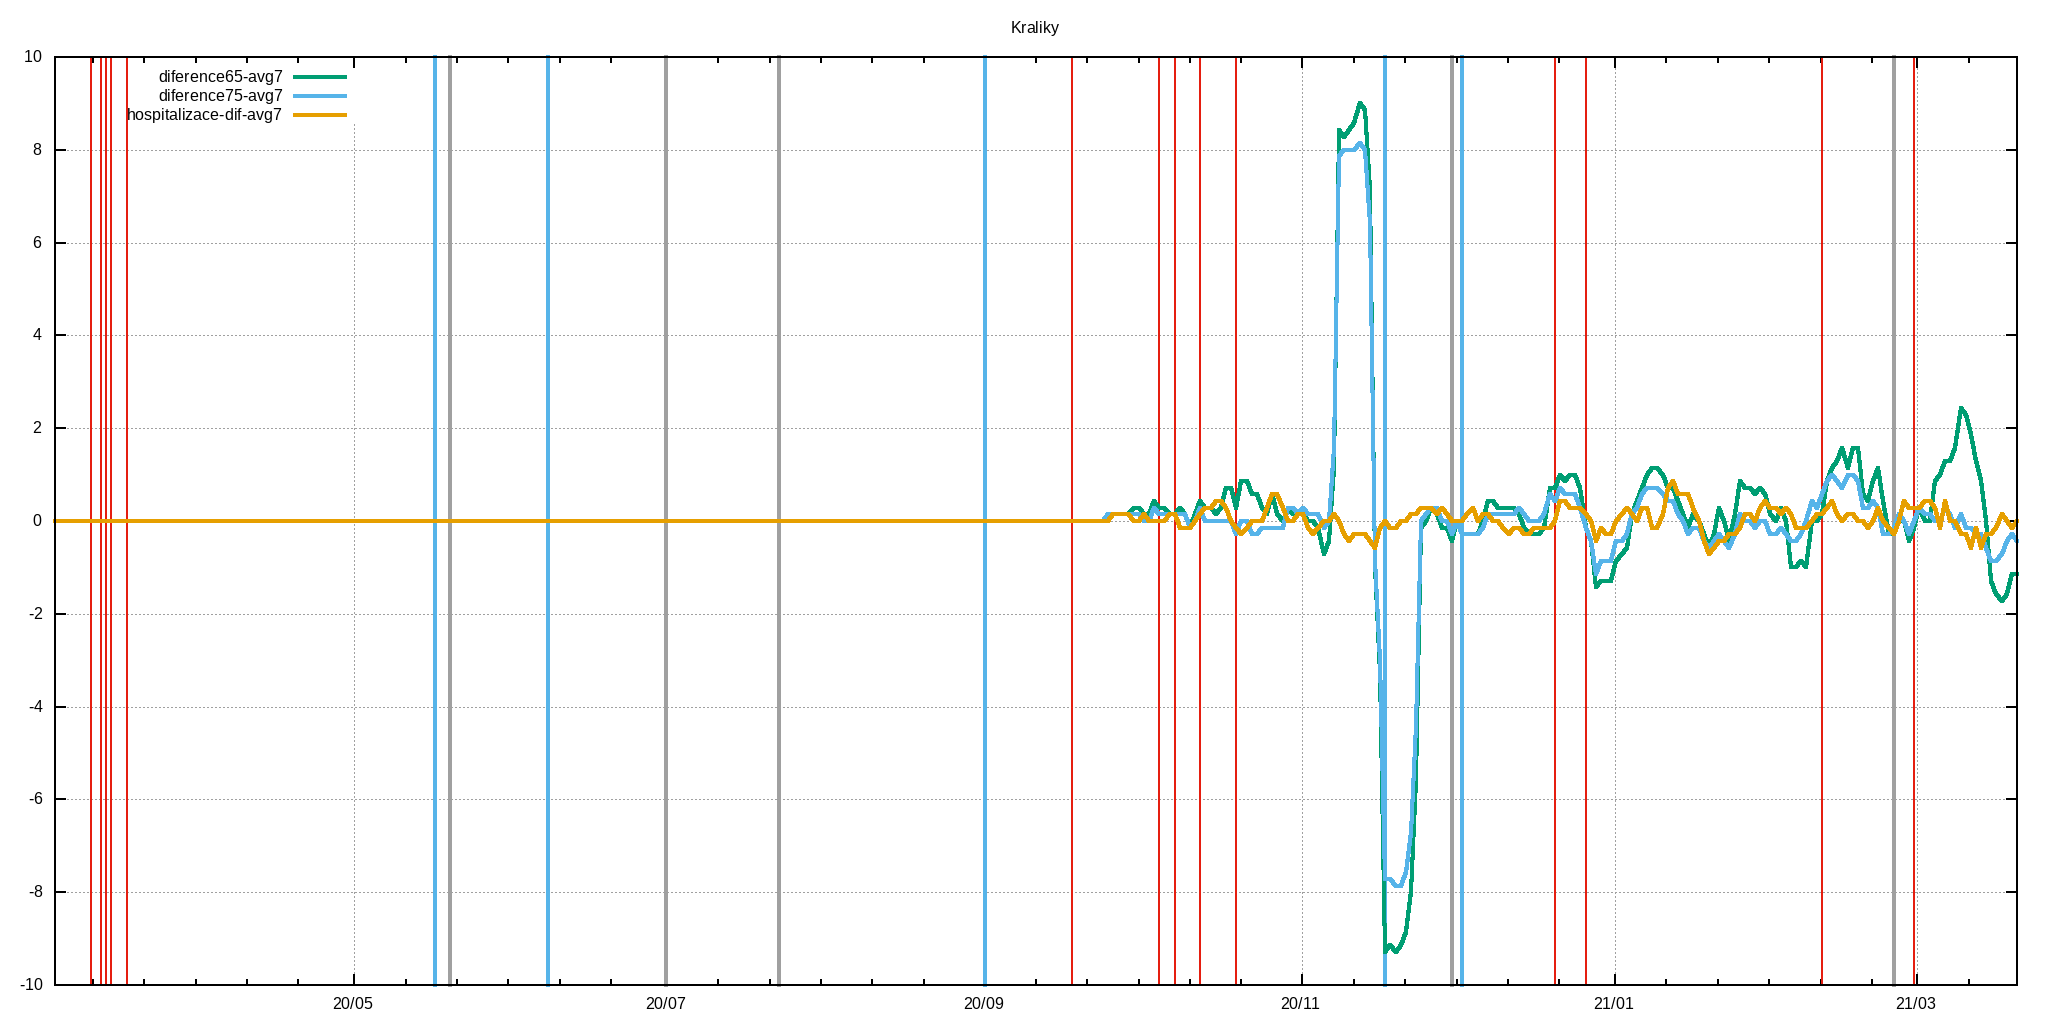 Kraliky
10
diference65-avg7
diference75-avg7
hospitalizace-dif-avg7
8
6
4
2
0
-2
-4
-6
-8
-10
20/05 20/07 20/09 20/11 21/01 21/03